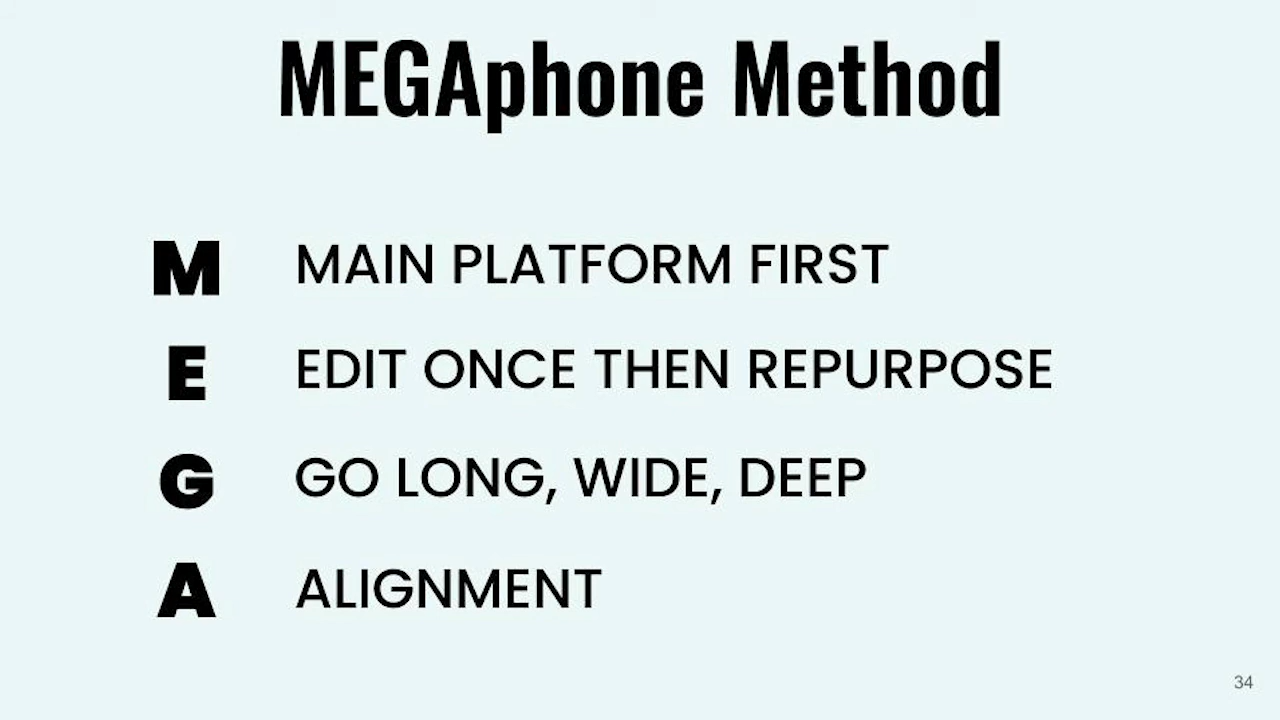 MEGAphone Method
M MAIN PLATFORM FIRST
E EDIT ONCE THEN REPURPOSE
G GO LONG, WIDE, DEEP
A ALIGNMENT
34